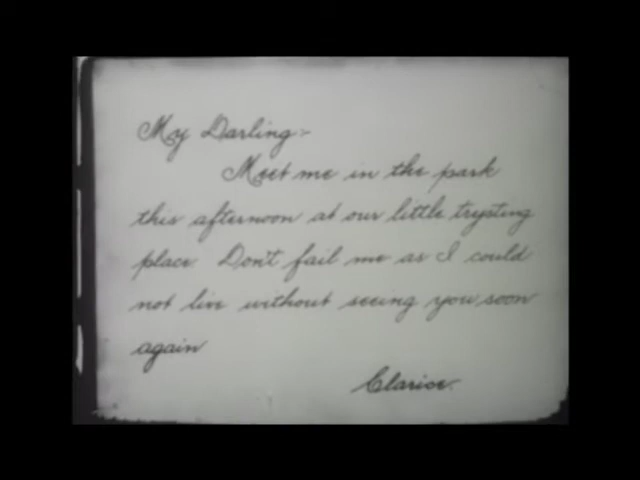 My Darling:-
Meet me in the park
this afternoon at our little trysting
place. Don't fail me as I could
not live without seeing you soon
again
Clarice.